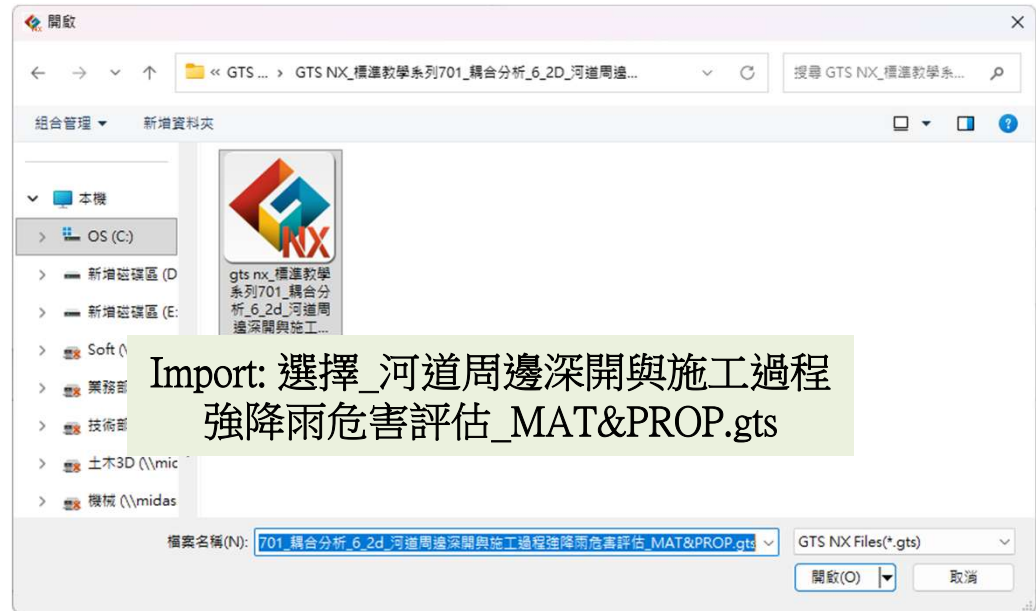 開啟
« GTS ... › GTS NX_標準教學系列701_耦合分析_6_2D_河道周邊...
搜尋 GTS NX_標準教學系...
組合管理
新增資料夾
本機
OS (C:)
新增磁碟區 (D
新增磁碟區 (E:
Soft (\
業務部
技術部
土木3D (\\mic
機械 (\\midas
NX
gts nx_標準教學
系列701_耦合分
析_6_2d_河道周
邊深開與施工...
Import: 選擇_河道周邊深開與施工過程
強降雨危害評估_MAT&PROP.gts
檔案名稱(N):
701_耦合分析_6_2d_河道周邊深開與施工過程強降雨危害評估_MAT&PROP.gts
GTS NX Files(*.gts)
開啟(O)
取消